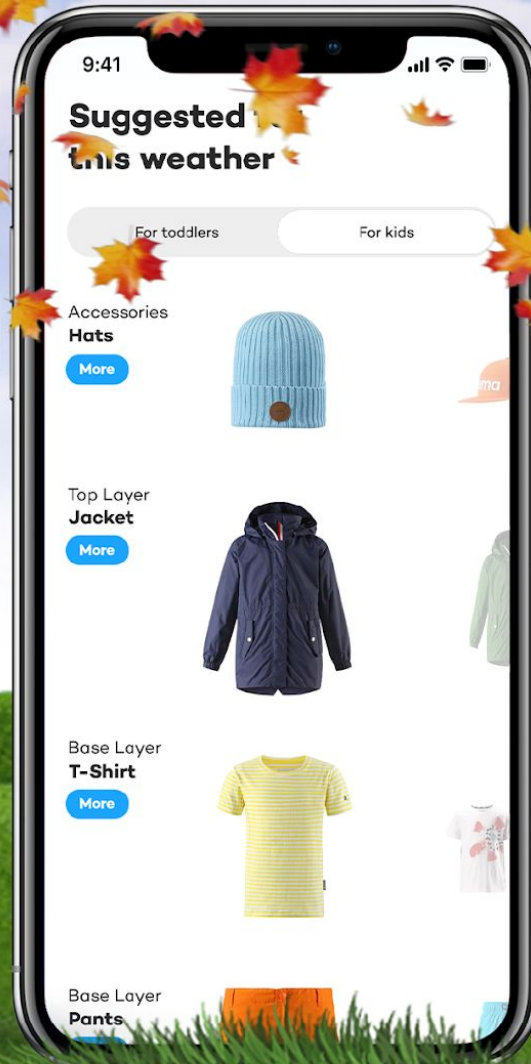 9:41
Suggested
this weather
For toddlers
For kids
Accessories
Hats
More
Top Layer
Jacket
More
Base Layer
T-Shirt
More
Base Layer
Pants